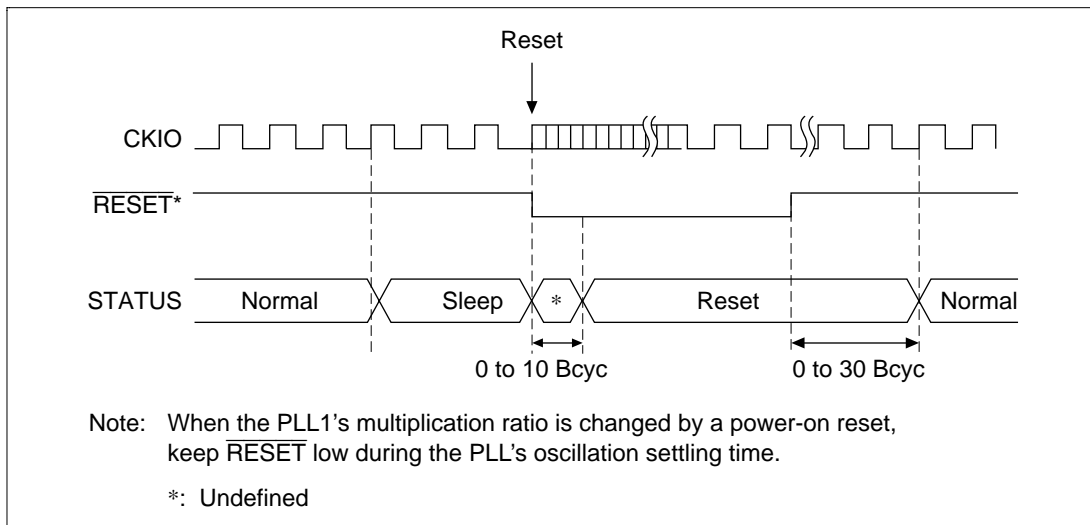 Reset
CKIO
RESET*
STATUS Normal Sleep * Reset Normal
0 to 10 Bcyc 0 to 30 Bcyc
Note: When the PLL1's multiplication ratio is changed by a power-on reset,
keep RESET low during the PLL's oscillation settling time.
*: Undefined